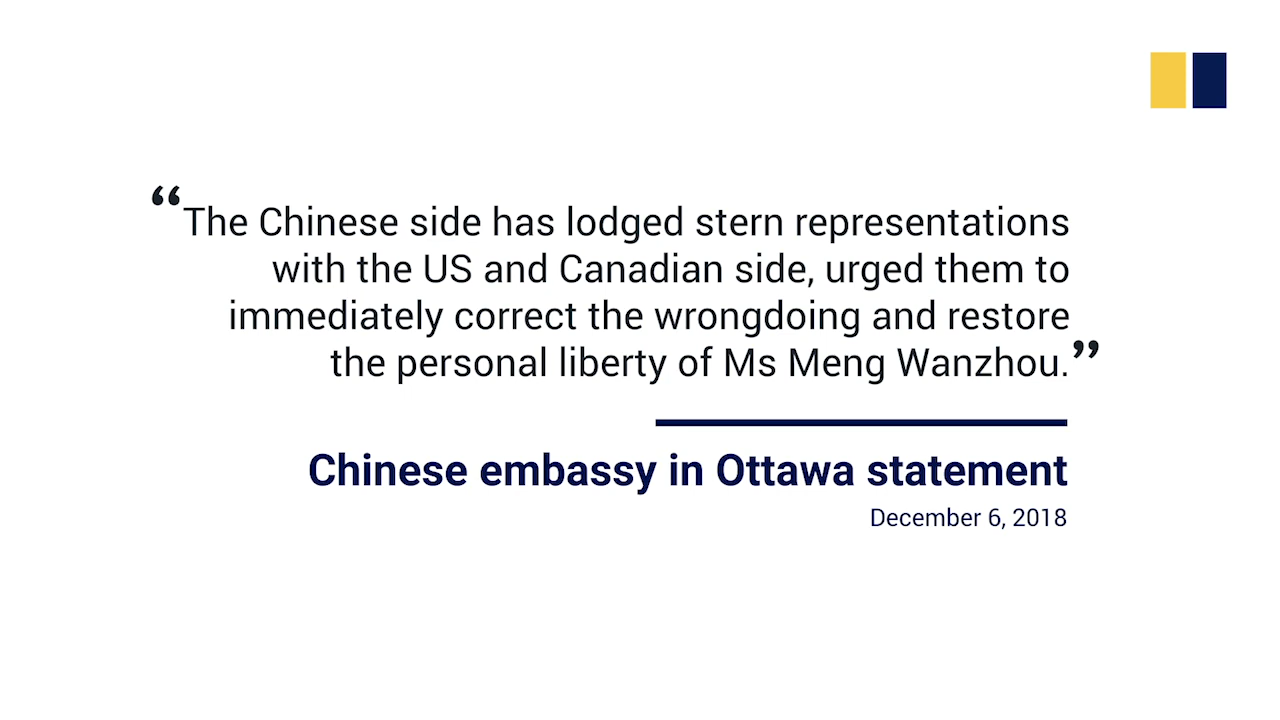 “The Chinese side has lodged stern representations
with the US and Canadian side, urged them to
immediately correct the wrongdoing and restore
the personal liberty of Ms Meng Wanzhou.”
Chinese embassy in Ottawa statement
December 6, 2018